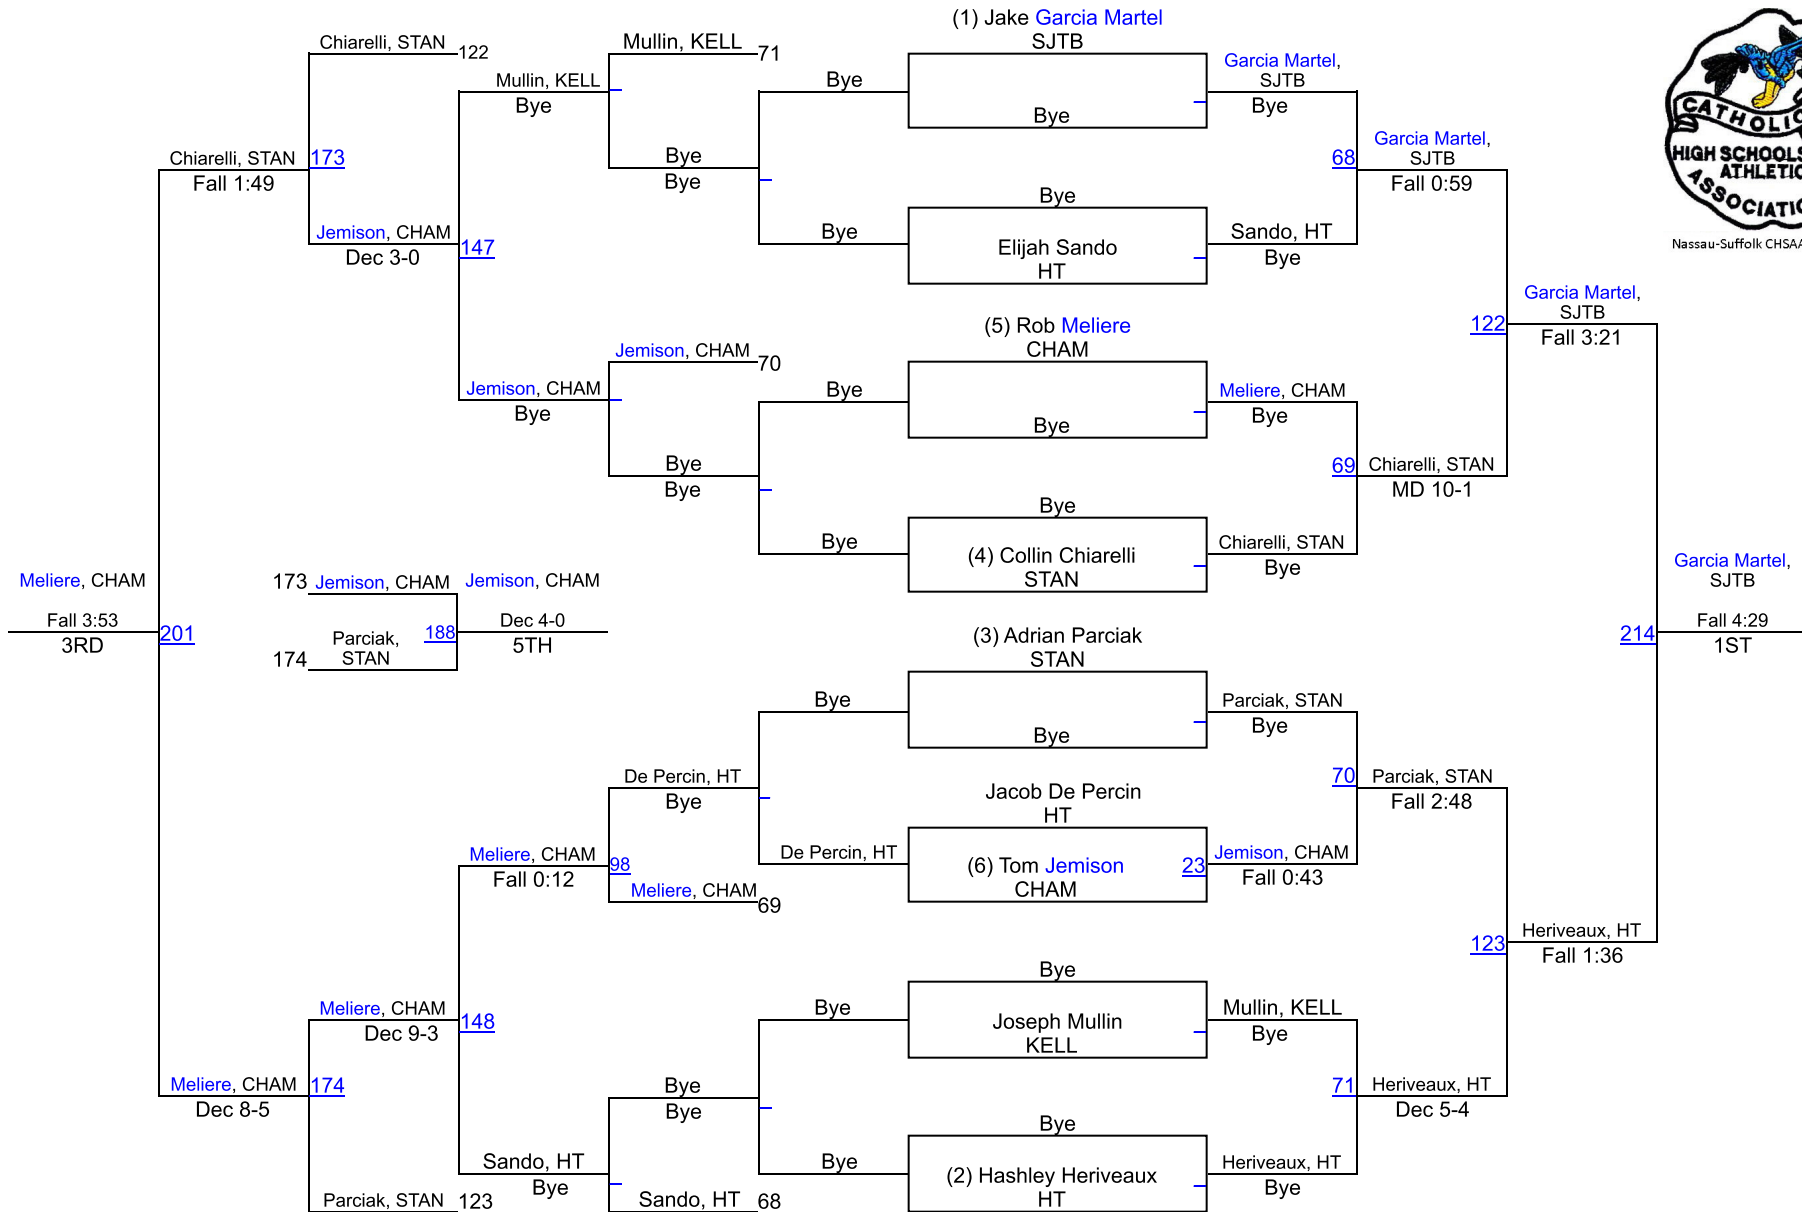 (1) Jake Garcia Martel
SJTB
Chiarelli, STAN 122
Mullin, KELL 71
Garcia Martel,
SJTB
Bye
Mullin, KELL
Bye
Bye
Bye
CATHOLIC
HIGH SCHOOLS
ATHLETIC
ASSOCIATIO
Nassau-Suffolk CHSAA
Chiarelli, STAN 173
Fall 1:49
Bye
Bye
68 Garcia Martel,
SJTB
Fall 0:59
Bye
Jemison, CHAM
Dec 3-0
147
Bye
Elijah Sando
HT
Sando, HT
Bye
Garcia Martel,
SJTB
122
Fall 3:21
(5) Rob Meliere
CHAM
Jemison, CHAM 70
Jemison, CHAM
Bye
Bye
Bye
Meliere, CHAM
Bye
Bye
Bye
69 Chiarelli, STAN
MD 10-1
Bye
Bye
(4) Collin Chiarelli
STAN
Chiarelli, STAN
Bye
Meliere, CHAM
Fall 3:53
3RD
201
173 Jemison, CHAM
174 Parciak,
STAN
188
Jemison, CHAM
Dec 4-0
5TH
Garcia Martel,
SJTB
214
Fall 4:29
1ST
(3) Adrian Parciak
STAN
Bye
Bye
Parciak, STAN
Bye
De Percin, HT
Bye
Jacob De Percin
HT
70 Parciak, STAN
Fall 2:48
De Percin, HT
(6) Tom Jemison
CHAM
23
Jemison, CHAM
Fall 0:43
Meliere, CHAM
Fall 0:12
98
Meliere, CHAM 69
123 Heriveaux, HT
Fall 1:36
Bye
Bye
Joseph Mullin
KELL
Mullin, KELL
Bye
Meliere, CHAM
Dec 9-3
148
Meliere, CHAM 174
Dec 8-5
Bye
Bye
71 Heriveaux, HT
Dec 5-4
Bye
Bye
(2) Hashley Heriveaux
HT
Heriveaux, HT
Bye
Sando, HT
Bye
Parciak, STAN 123
Sando, HT 68